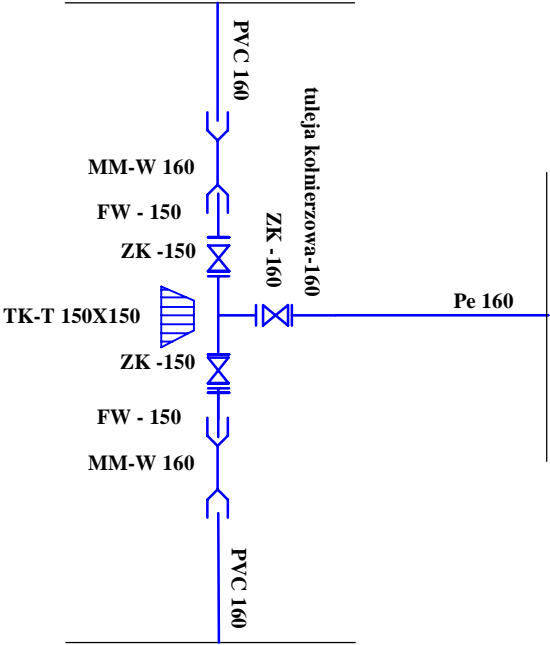 PVC 160
tuleja kołnierzowa-160
MM-W 160
FW - 150
ZK -160
ZK -150
Pe 160
TK-T 150X150
ZK -150
FW - 150
MM-W 160
PVC 160